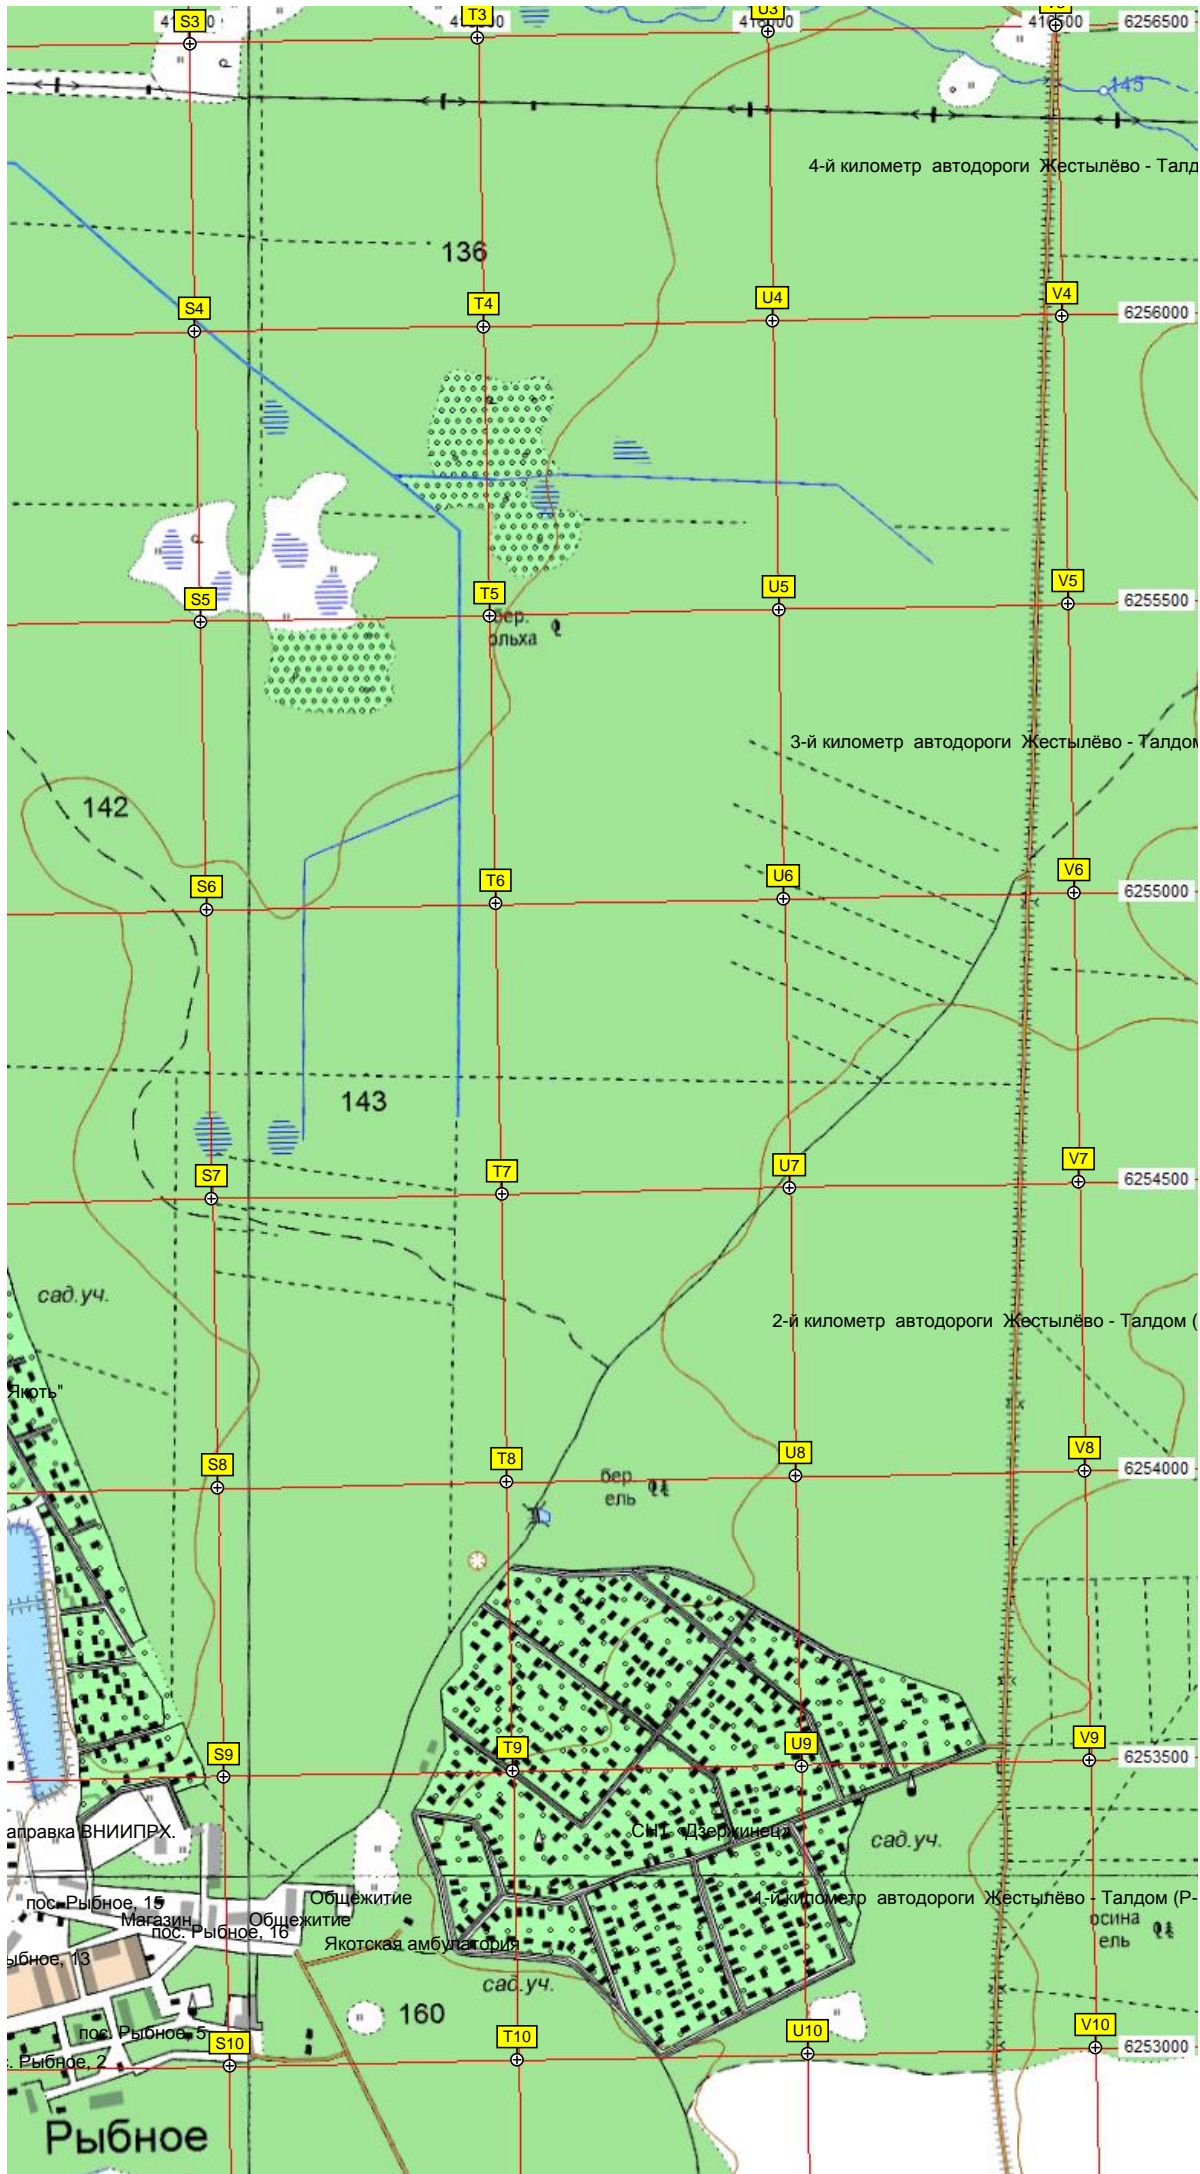 S3
T3
U3
6256500
145
4-й километр автодороги Жестылёво - Талд
136
S4
T4
U4
V4
6256000
S5
T5
U5
V5
6255500
бер.
ольха
3-й километр автодороги Жестылёво - Талдом
142
S6
T6
U6
V6
6255000
143
S7
T7
U7
V7
6254500
сад.уч.
2-й километр автодороги Жестылёво - Талдом (
Якоть"
S8
T8
U8
V8
6254000
бер.
ель
S9
T9
U9
V9
6253500
аправка ВНИИПРХ.
СНТ «Дзержинец»
сад.уч.
пос. Рыбное, 15
Общежитие
1-й километр автодороги Жестылёво - Талдом (Р-
Магазин
Общежитие
пос. Рыбное, 16
осина
ель
Якотская амбулатория
ыбное, 13
сад.уч.
160
пос. Рыбное, 5
S10
T10
U10
V10
6253000
. Рыбное, 2
Рыбное